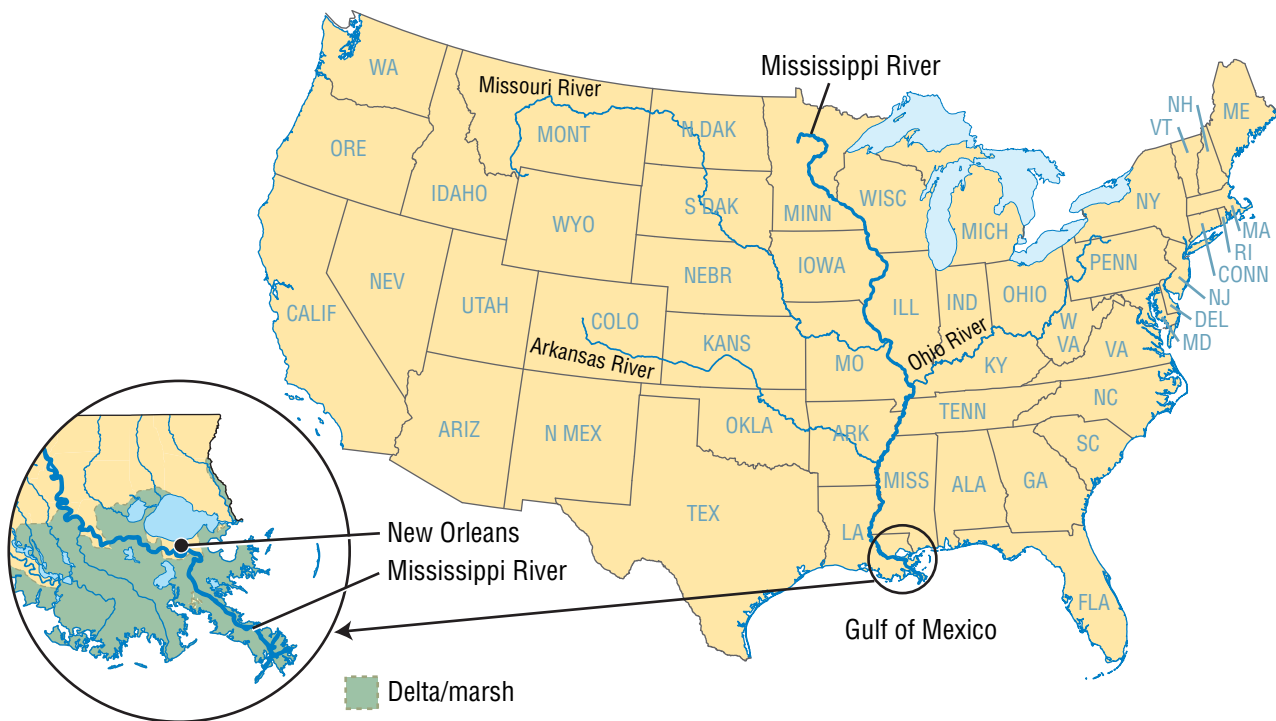 Mississippi River
Missouri River
WA
MONT
N DAK
ORE
IDAHO
S DAK
MINN
WISC
MICH
NH
VT
ME
NY
MA
RI
CONN
WYO
NEBR
IOWA
PENN
NJ
DEL
MD
NEV
UTAH
CALIF
COLO
KANS
ILL
IND
OHIO
W
VA
VA
Arkansas River
Ohio River
MO
KY
ARIZ
N MEX
OKLA
ARK
TENN
NC
SC
TEX
MISS
ALA
GA
LA
FLA
New Orleans
Mississippi River
Gulf of Mexico
Delta/marsh